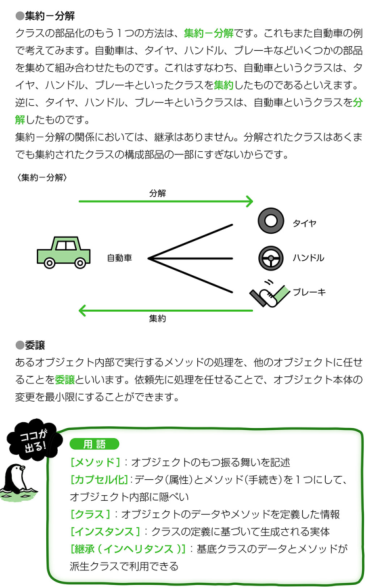 ●集約－分解
クラスの部品化のもう１つの方法は、集約－分解です。これもまた自動車の例
で考えてみます。自動車は、タイヤ、ハンドル、ブレーキなどいくつかの部品
を集めて組み合わせたものです。これはすなわち、自動車というクラスは、タ
イヤ、ハンドル、ブレーキといったクラスを集約したものであるといえます。
逆に、タイヤ、ハンドル、ブレーキというクラスは、自動車というクラスを分
解したものです。
集約－分解の関係においては、継承はありません。分解されたクラスはあくま
でも集約されたクラスの構成部品の一部にすぎないからです。
〈集約－分解〉
分解
タイヤ
自動車
ハンドル
ブレーキ
集約
●委譲
あるオブジェクト内部で実行するメソッドの処理を、他のオブジェクトに任せ
ることを委譲といいます。依頼先に処理を任せることで、オブジェクト本体の
変更を最小限にすることができます。
ココが
出る！
用語
［メソッド］：オブジェクトのもつ振る舞いを記述
［カプセル化］：データ（属性）とメソッド（手続き）を１つにして、
オブジェクト内部に隠ぺい
［クラス］：オブジェクトのデータやメソッドを定義した情報
［インスタンス］：クラスの定義に基づいて生成される実体
［継承（インヘリタンス）］：基底クラスのデータとメソッドが
派生クラスで利用できる